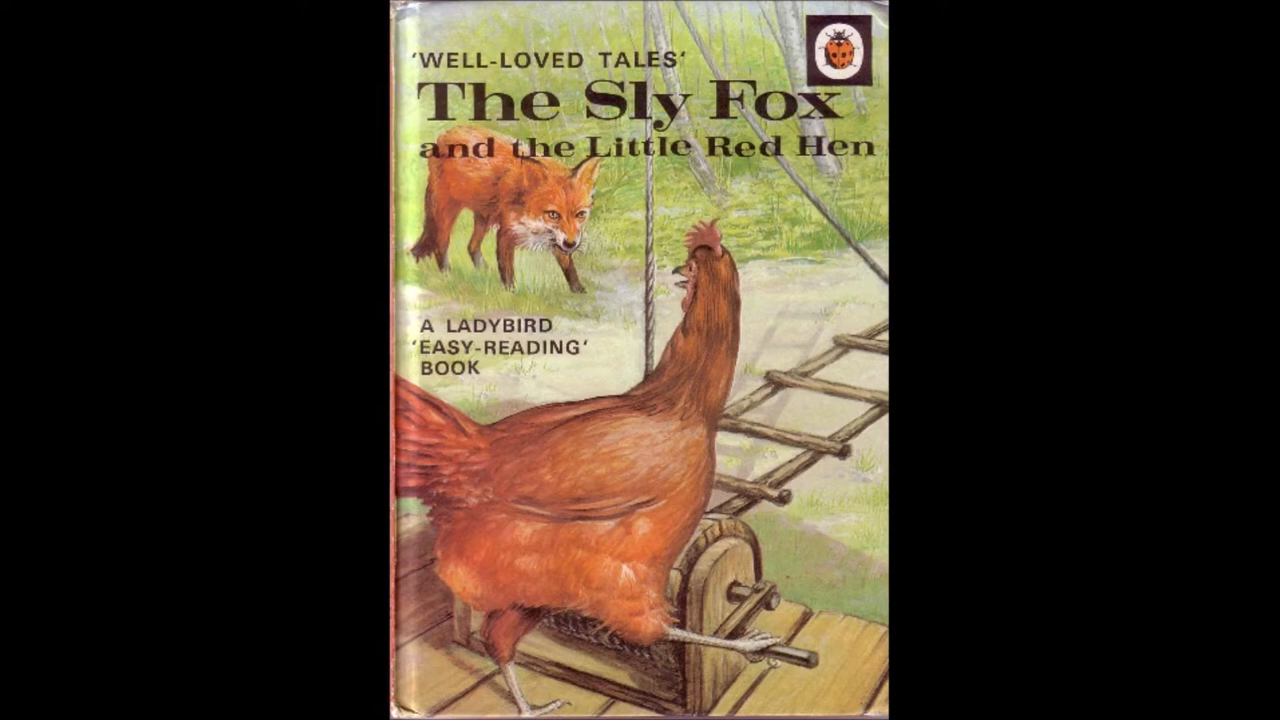 'WELL-LOVED TALES'
The Sly Fox
and the Little Red Hen
A LADYBIRD
'EASY-READING'
BOOK